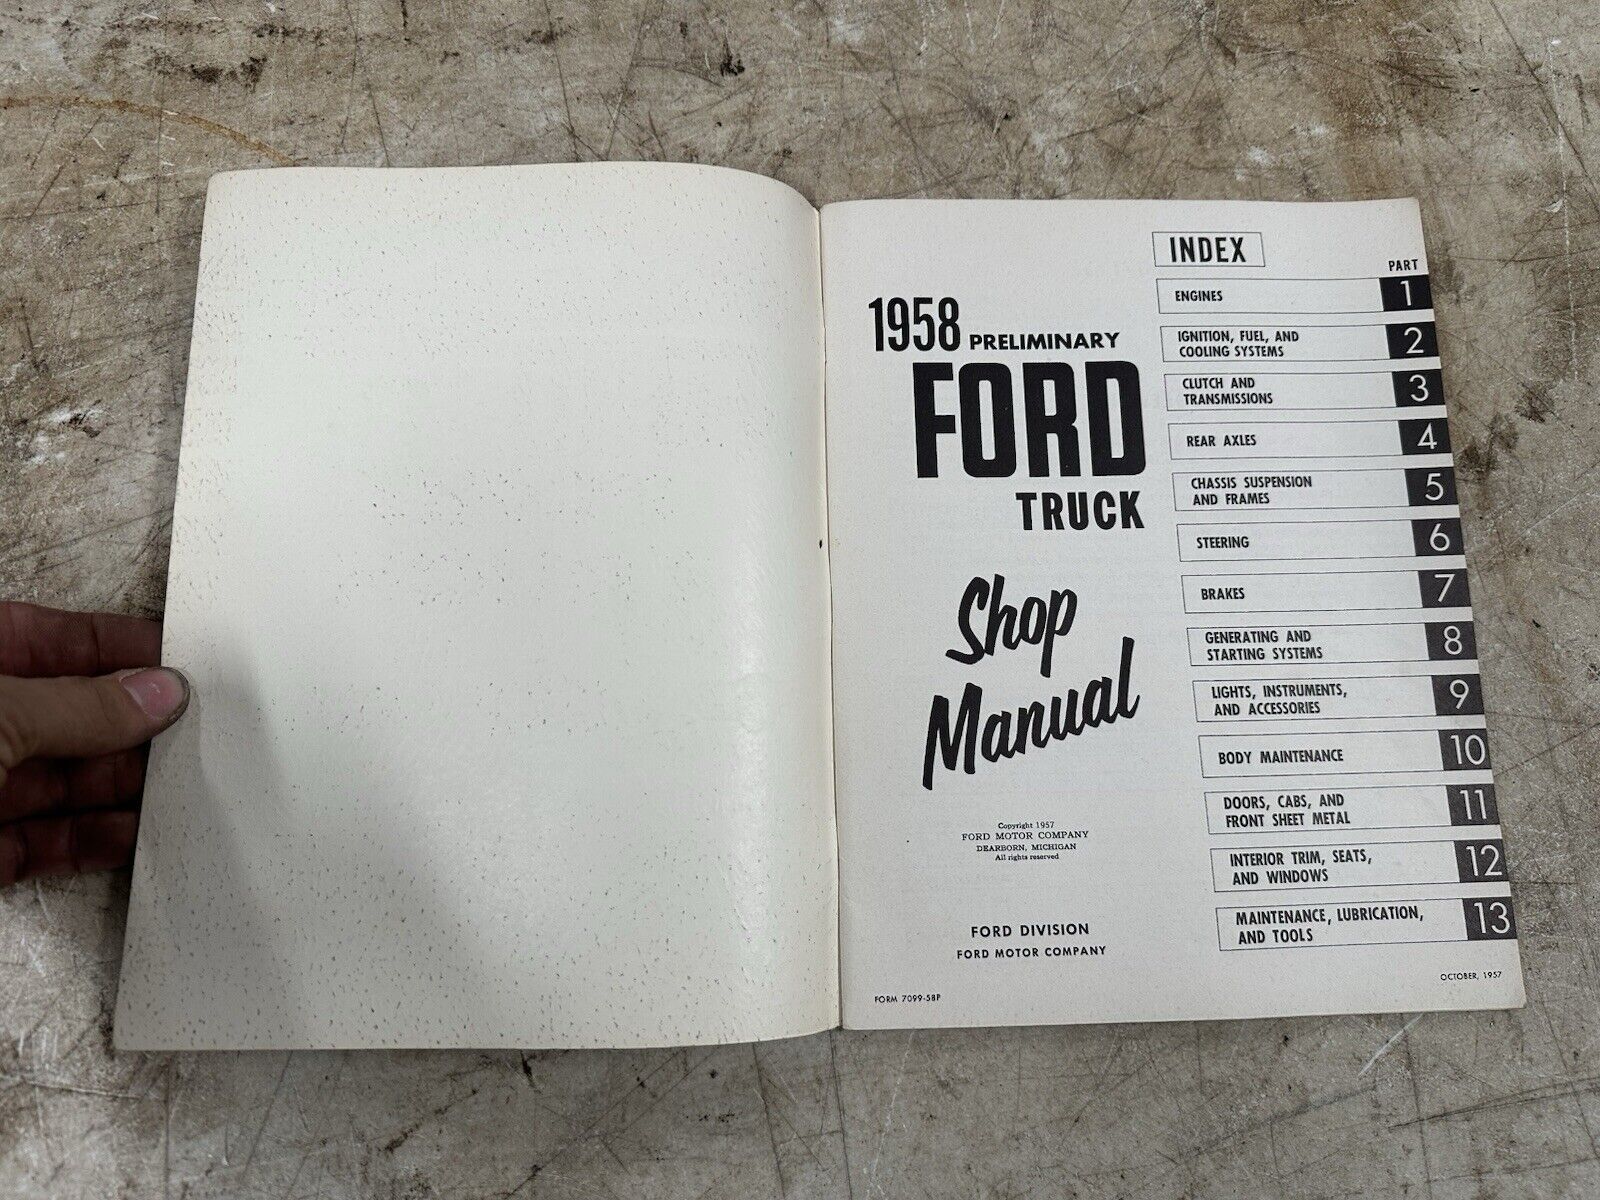 1958 PRELIMINARY
FORD
TRUCK
Shop
Manual
Copyright 1957
FORD MOTOR COMPANY
DEARBORN, MICHIGAN
All rights reserved
FORD DIVISION
FORD MOTOR COMPANY
FORM 7099-58P
INDEX
PART
ENGINES 1
IGNITION, FUEL, AND
COOLING SYSTEMS 2
CLUTCH AND
TRANSMISSIONS 3
REAR AXLES 4
CHASSIS SUSPENSION
AND FRAMES 5
STEERING 6
BRAKES 7
GENERATING AND
STARTING SYSTEMS 8
LIGHTS, INSTRUMENTS,
AND ACCESSORIES 9
BODY MAINTENANCE 10
DOORS, CABS, AND
FRONT SHEET METAL 11
INTERIOR TRIM, SEATS,
AND WINDOWS 12
MAINTENANCE, LUBRICATION,
AND TOOLS 13
OCTOBER, 1957